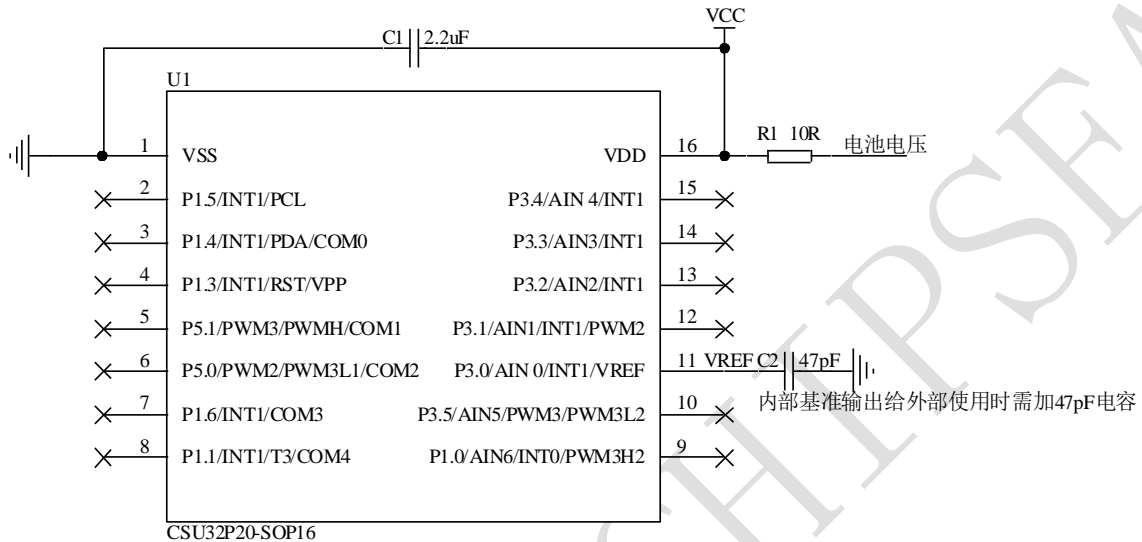 VCC
C1 2.2uF
U1
1 VSS VDD 16 R1 10R 电池电压
2 P1.5/INT1/PCL P3.4/AIN 4/INT1 15
3 P1.4/INT1/PDA/COM0 P3.3/AIN3/INT1 14
4 P1.3/INT1/RST/VPP P3.2/AIN2/INT1 13
5 P5.1/PWM3/PWMH/COM1 P3.1/AIN1/INT1/PWM2 12
6 P5.0/PWM2/PWM3L1/COM2 P3.0/AIN 0/INT1/VREF 11 VREF C2 47pF
内部基准输出给外部使用时需加47pF电容
7 P1.6/INT1/COM3 P3.5/AIN5/PWM3/PWM3L2 10
8 P1.1/INT1/T3/COM4 P1.0/AIN6/INT0/PWM3H2 9
CSU32P20-SOP16
CHIPSEA